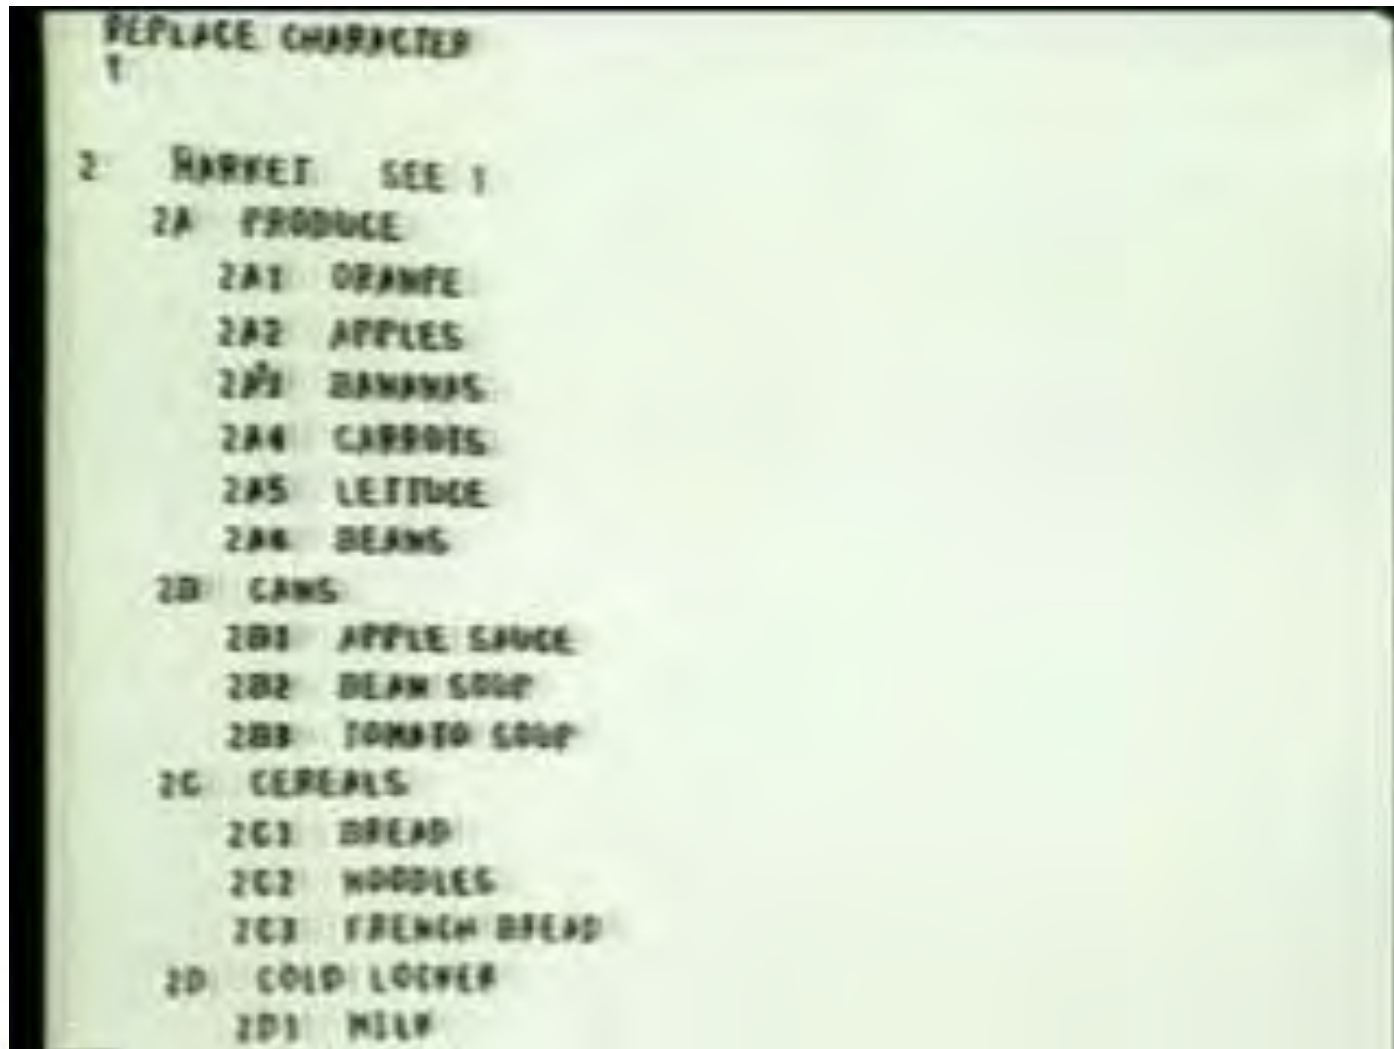 REPLACE CHARACTER
↑
2 MARKET SEE 1
2A PRODUCE
2A1 ORANGE
2A2 APPLES
2A3 BANANAS
2A4 CARROTS
2A5 LETTUCE
2A6 BEANS
2B CANS
2B1 APPLE SAUCE
2B2 BEAN SOUP
2B3 TOMATO SOUP
2C CEREALS
2C1 BREAD
2C2 NOODLES
2C3 FRENCH BREAD
2D COLD LOCKER
2D1 MILK